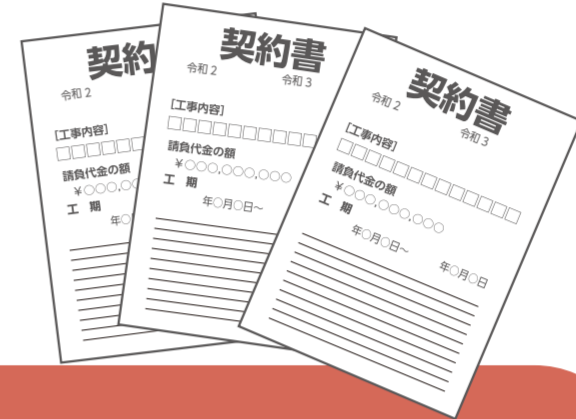 契約
令和2
[工事内容]
□□□□□□
請負代金の額
￥○○○,○○
工 期
年○
契約書
令和2
令和3
[工事内容]
□□□□□□□□□□
請負代金の額
￥○○○,○○○,○○○
工 期
年○月○日～
契約書
令和2
令和3
[工事内容]
□□□□□□□□□□□□□
請負代金の額
￥○○○,○○○,○○○
工 期
年○月○日～
年○月○日